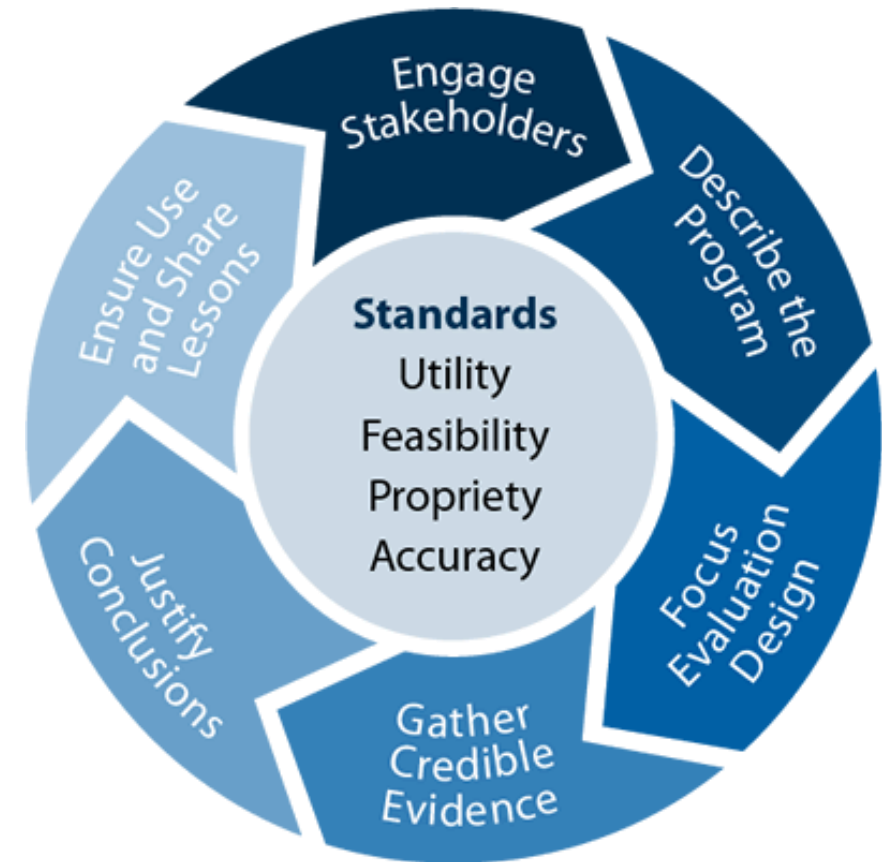 Engage
Stakeholders
Describe the
Program
Focus
Evaluation
Design
Gather
Credible
Evidence
Justify
Conclusions
Ensure Use
and Share
Lessons
Standards
Utility
Feasibility
Propriety
Accuracy